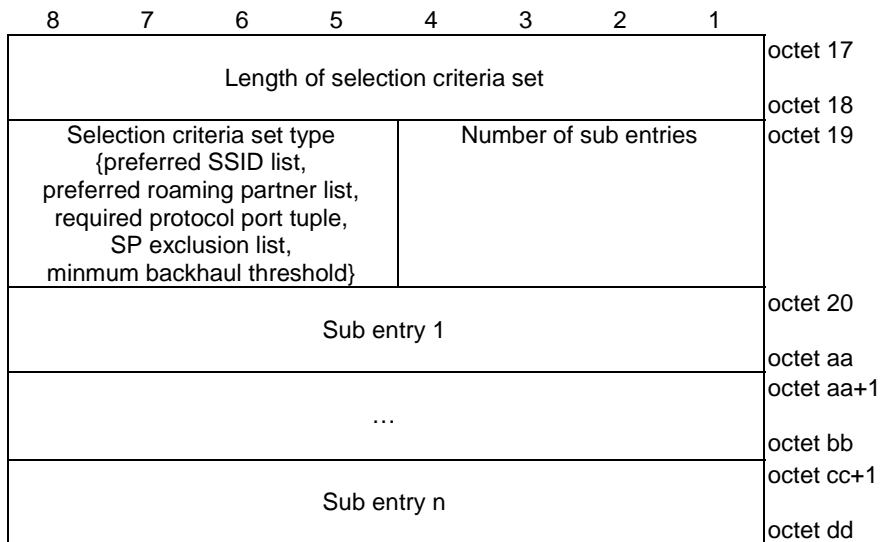 8 7 6 5 4 3 2 1
octet 17
Length of selection criteria set
octet 18
Selection criteria set type Number of sub entries octet 19
{preferred SSID list,
preferred roaming partner list,
required protocol port tuple,
SP exclusion list,
minmum backhaul threshold}
octet 20
Sub entry 1
octet aa
octet aa+1
…
octet bb
octet cc+1
Sub entry n
octet dd